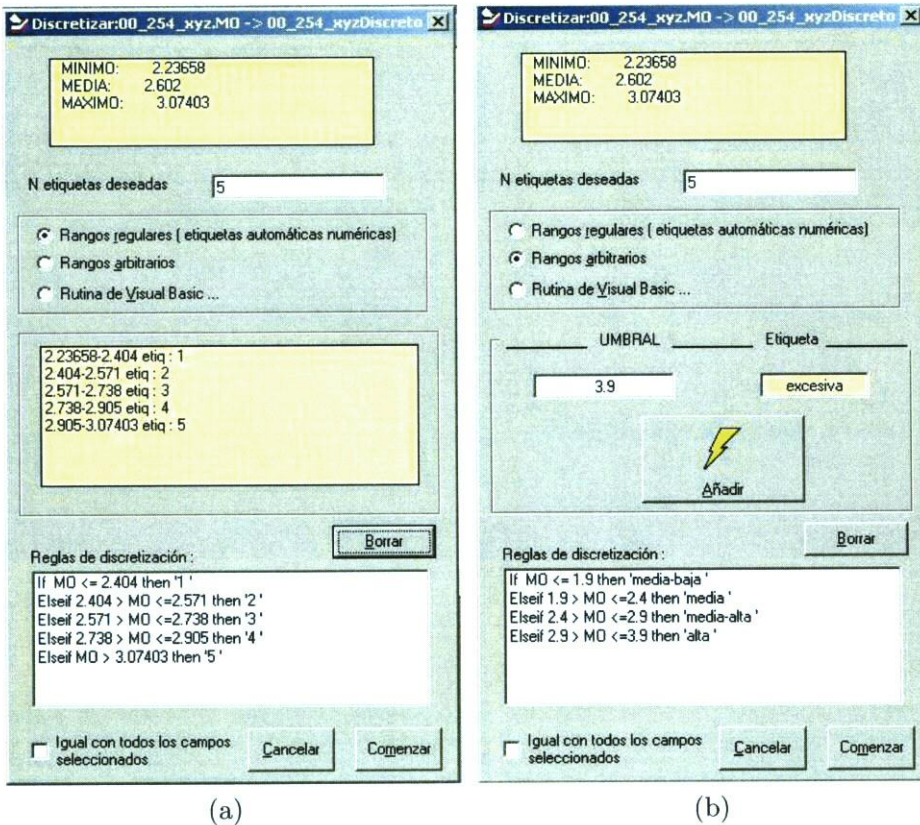 Discretizar:00_254_xyz.MO -> 00_254_xyzDiscreto
MINIMO: 2.23658
MEDIA: 2.602
MAXIMO: 3.07403
N etiquetas deseadas 5
Rangos regulares ( etiquetas automáticas numéricas)
Rangos arbitrarios
Rutina de Visual Basic ...
2.23658-2.404 etiq : 1
2.404-2.571 etiq : 2
2.571-2.738 etiq : 3
2.738-2.905 etiq : 4
2.905-3.07403 etiq : 5
Borrar
Reglas de discretización :
If MO <= 2.404 then '1 '
Elseif 2.404 > MO <=2.571 then '2 '
Elseif 2.571 > MO <=2.738 then '3 '
Elseif 2.738 > MO <=2.905 then '4 '
Elseif MO > 3.07403 then '5 '
Igual con todos los campos
seleccionados
Cancelar
Comenzar
(a)
Discretizar:00_254_xyz.MO -> 00_254_xyzDiscreto
MINIMO: 2.23658
MEDIA: 2.602
MAXIMO: 3.07403
N etiquetas deseadas 5
Rangos regulares ( etiquetas automáticas numéricas)
Rangos arbitrarios
Rutina de Visual Basic ...
UMBRAL Etiqueta
3.9 excesiva
Añadir
Borrar
Reglas de discretización :
If MO <= 1.9 then 'media-baja '
Elseif 1.9 > MO <=2.4 then 'media '
Elseif 2.4 > MO <=2.9 then 'media-alta '
Elseif 2.9 > MO <=3.9 then 'alta '
Igual con todos los campos
seleccionados
Cancelar
Comenzar
(b)